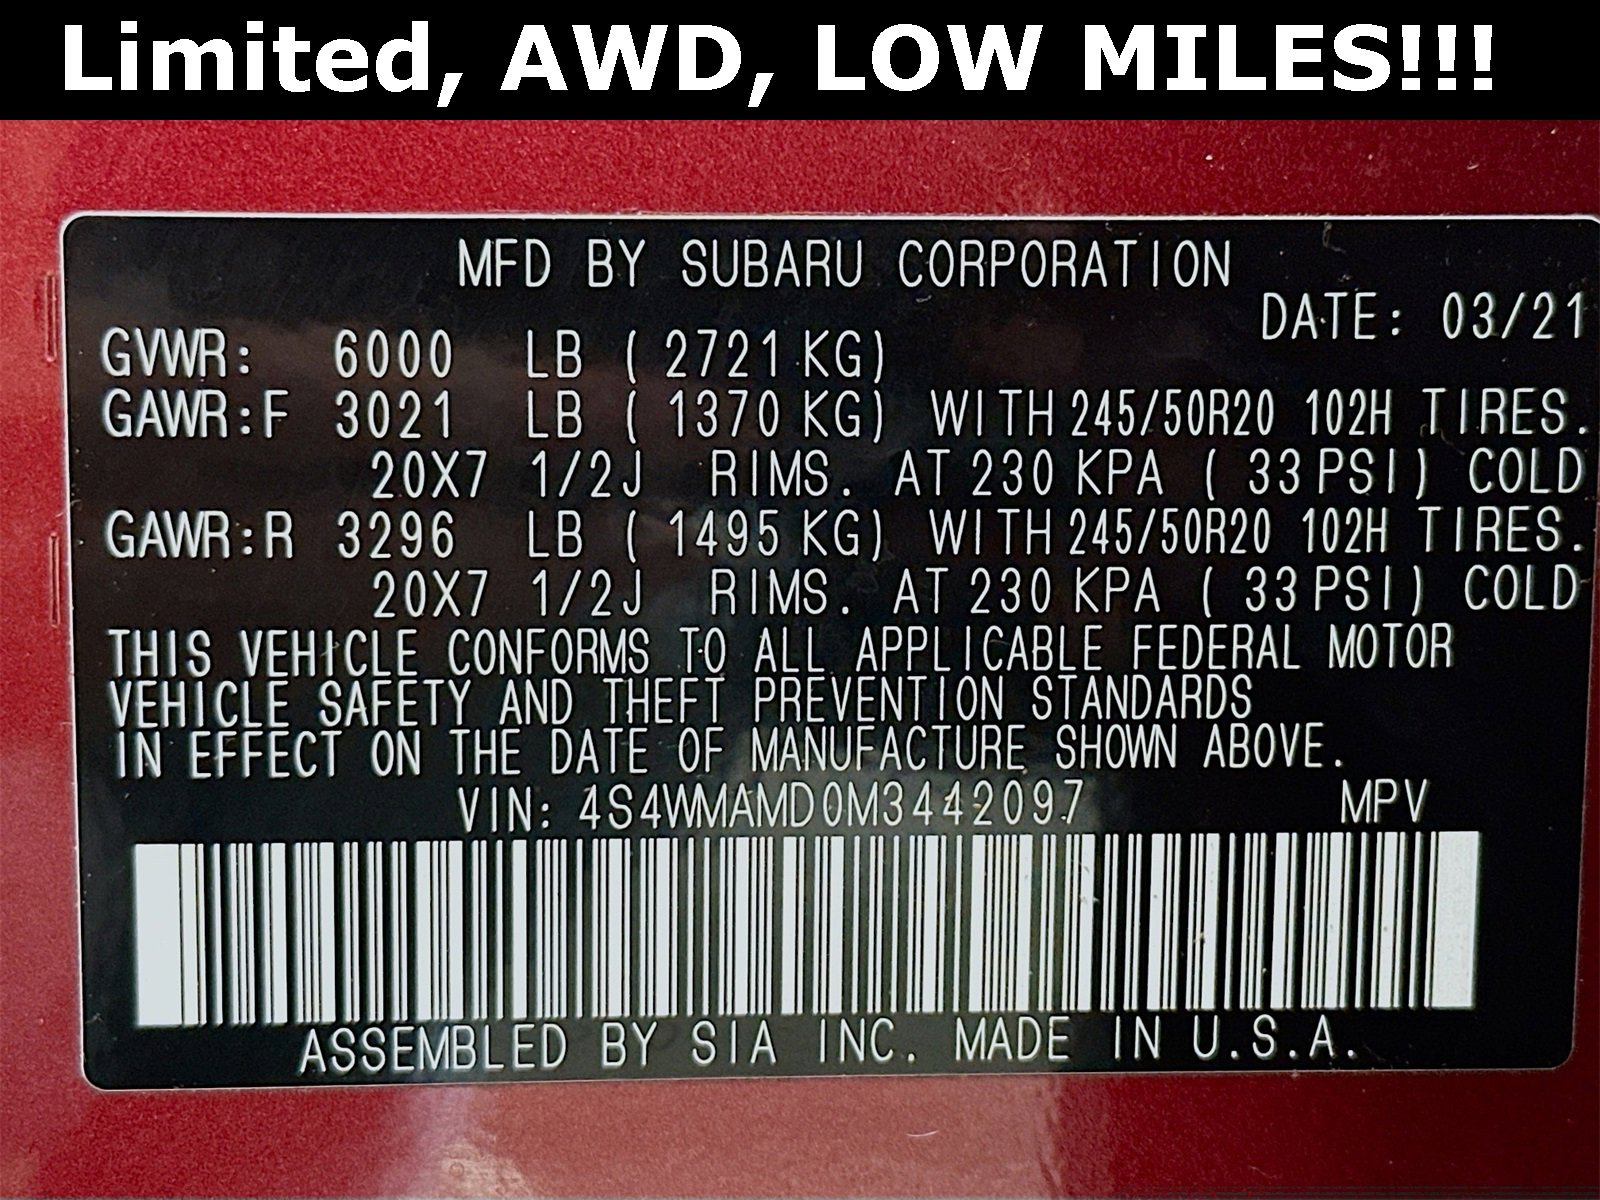 Limited, AWD, LOW MILES!!!
MFD BY SUBARU CORPORATION
DATE: 03/21
GVWR: 6000 LB ( 2721 KG)
GAWR:F 3021 LB ( 1370 KG) WITH 245/50R20 102H TIRES.
20X7 1/2J RIMS. AT 230 KPA ( 33 PSI) COLD
GAWR:R 3296 LB ( 1495 KG) WITH 245/50R20 102H TIRES.
20X7 1/2J RIMS. AT 230 KPA ( 33 PSI) COLD
THIS VEHICLE CONFORMS TO ALL APPLICABLE FEDERAL MOTOR
VEHICLE SAFETY AND THEFT PREVENTION STANDARDS
IN EFFECT ON THE DATE OF MANUFACTURE SHOWN ABOVE.
VIN: 4S4WMAMD0M3442097 MPV
ASSEMBLED BY SIA INC. MADE IN U.S.A.